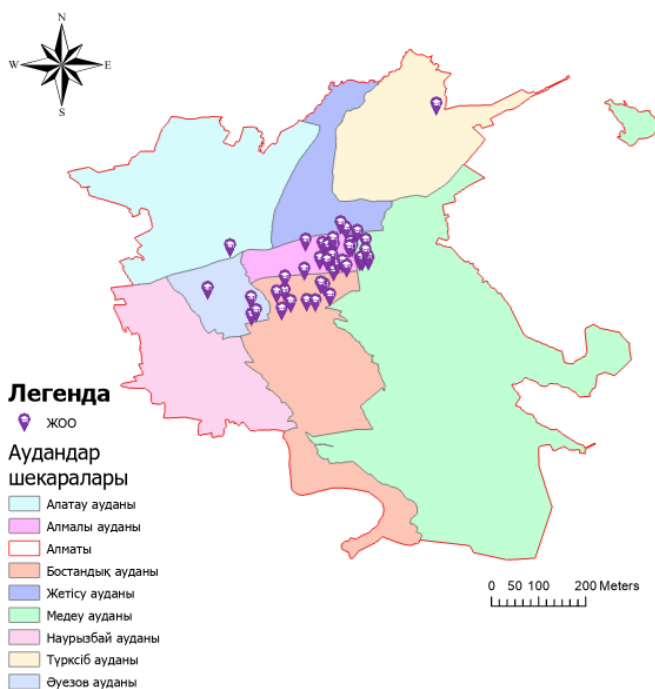 N
W E
S
Легенда
ЖОО
Аудандар
шекаралары
Алатау ауданы
Алмалы ауданы
Алматы
Бостандық ауданы
Жетісу ауданы
Медеу ауданы
Наурызбай ауданы
Түрксіб ауданы
Әуезов ауданы
0 50 100 200 Meters